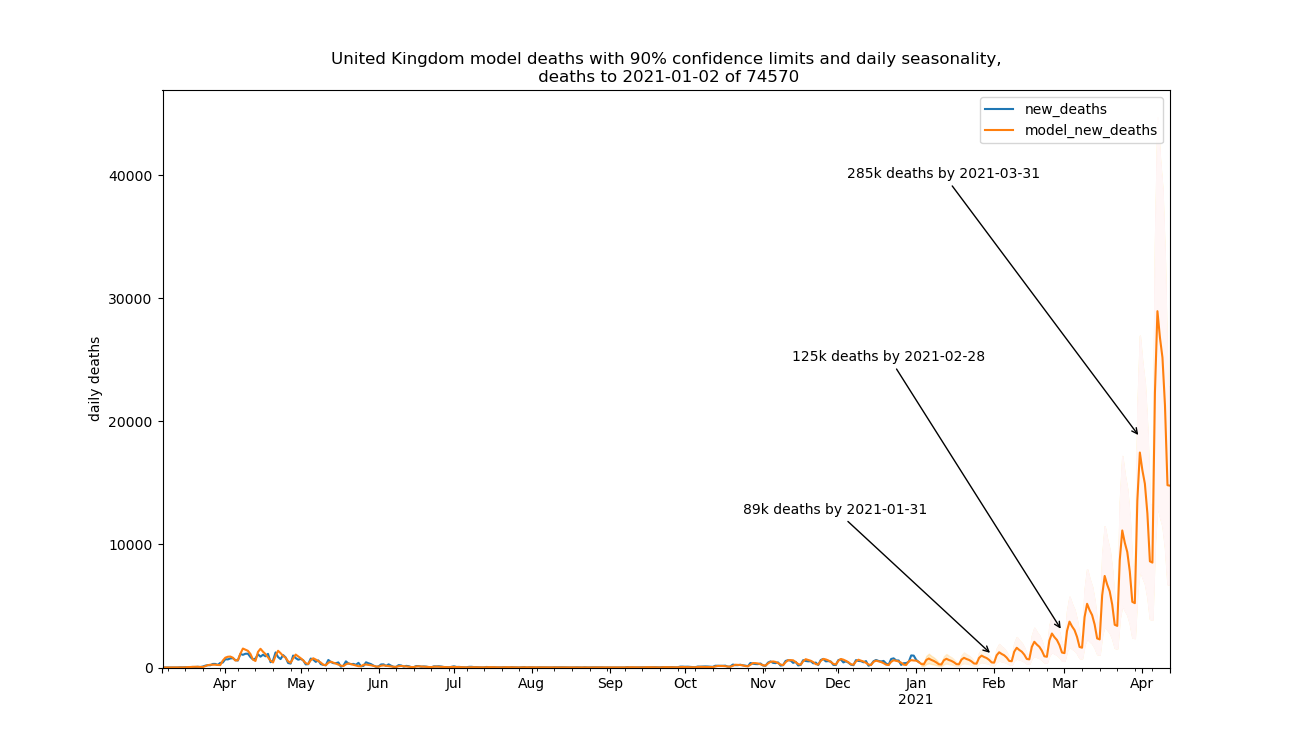 United Kingdom model deaths with 90% confidence limits and daily seasonality,
deaths to 2021-01-02 of 74570
new_deaths
model_new_deaths
285k deaths by 2021-03-31
125k deaths by 2021-02-28
89k deaths by 2021-01-31
daily deaths
40000
30000
20000
10000
0
Apr May Jun Jul Aug Sep Oct Nov Dec Jan Feb Mar Apr
2021